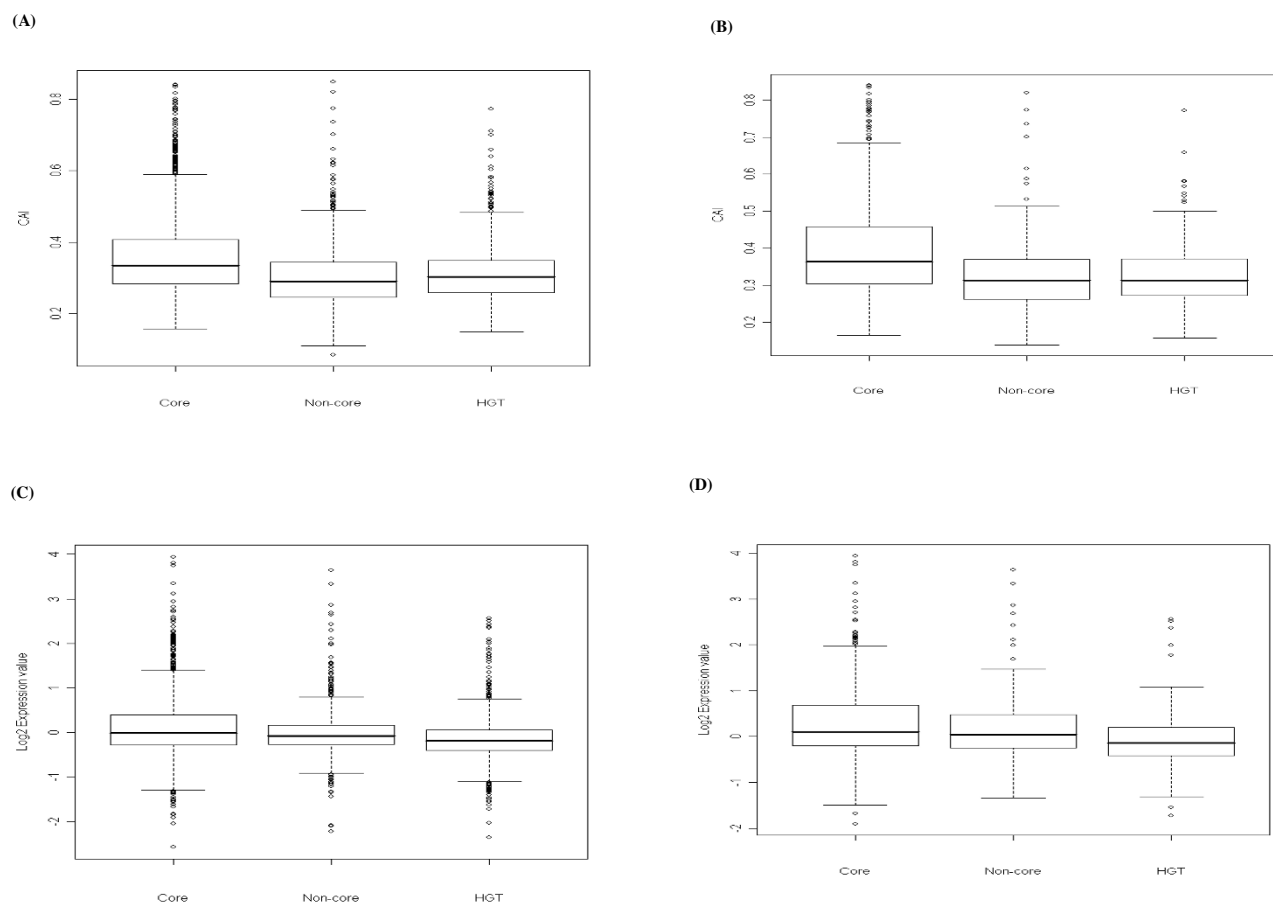 (A)
CAI
0.8
0.6
0.4
0.2
Core Non-core HGT
(B)
CAI
0.8
0.7
0.6
0.5
0.4
0.3
0.2
Core Non-core HGT
(C)
Log2 Expression value
4
3
2
1
0
-1
-2
Core Non-core HGT
(D)
Log2 Expression value
4
3
2
1
0
-1
-2
Core Non-core HGT